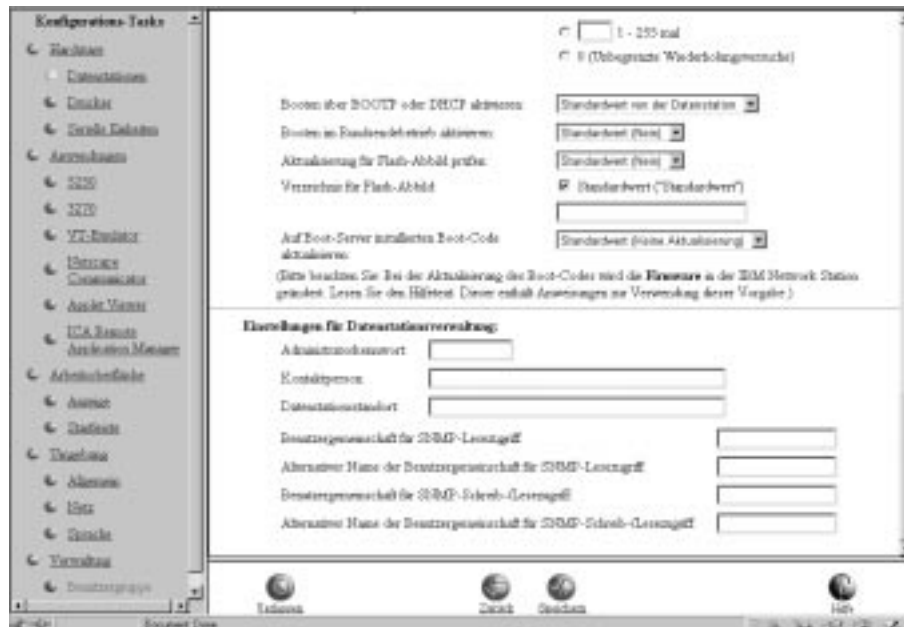 Konfigurations-Tasks
Hardware
Datenstationen
Drucker
Serielle Einheiten
Anwendungen
5250
3270
VT-Emulator
Netscape
Communicator
Applet Viewer
ICA Remote
Application Manager
Arbeitsoberfläche
Anzeige
Startleiste
Umgebung
Allgemein
Netz
Sprache
Verwaltung
Benutzergruppe
1 - 255 mal
0 (Unbegrenzte Wiederholungsversuche)
Booten über BOOTP oder DHCP aktivieren:
Standardwert von der Datenstation
Booten im Rundsendebetrieb aktivieren:
Standardwert (Nein)
Aktualisierung für Flash-Abbild prüfen:
Standardwert (Nein)
Verzeichnis für Flash-Abbild:
Standardwert ("Standardwert")
Auf Boot-Server installierten Boot-Code
aktualisieren:
Standardwert (Keine Aktualisierung)
(Bitte beachten Sie: Bei der Aktualisierung des Boot-Codes wird die Firmware in der IBM Network Station
geändert. Lesen Sie den Hilfetext. Dieser enthält Anweisungen zur Verwendung dieser Vorgabe.)
Einstellungen für Datenstationsverwaltung:
Administratorkennwort:
Kontaktperson:
Datenstationsstandort:
Benutzergemeinschaft für SNMP-Lesezugriff
Alternativer Name der Benutzergemeinschaft für SNMP-Lesezugriff
Benutzergemeinschaft für SNMP-Schreib-/Lesezugriff
Alternativer Name der Benutzergemeinschaft für SNMP-Schreib-/Lesezugriff
Verlassen
Zurück
Speichern
Hilfe
Document: Done